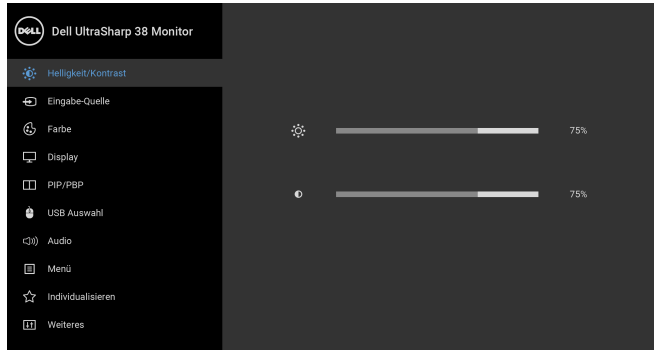 DELL Dell UltraSharp 38 Monitor
Helligkeit/Kontrast
Eingabe-Quelle
Farbe
75%
Display
PIP/PBP
75%
USB Auswahl
Audio
Menü
Individualisieren
Weiteres